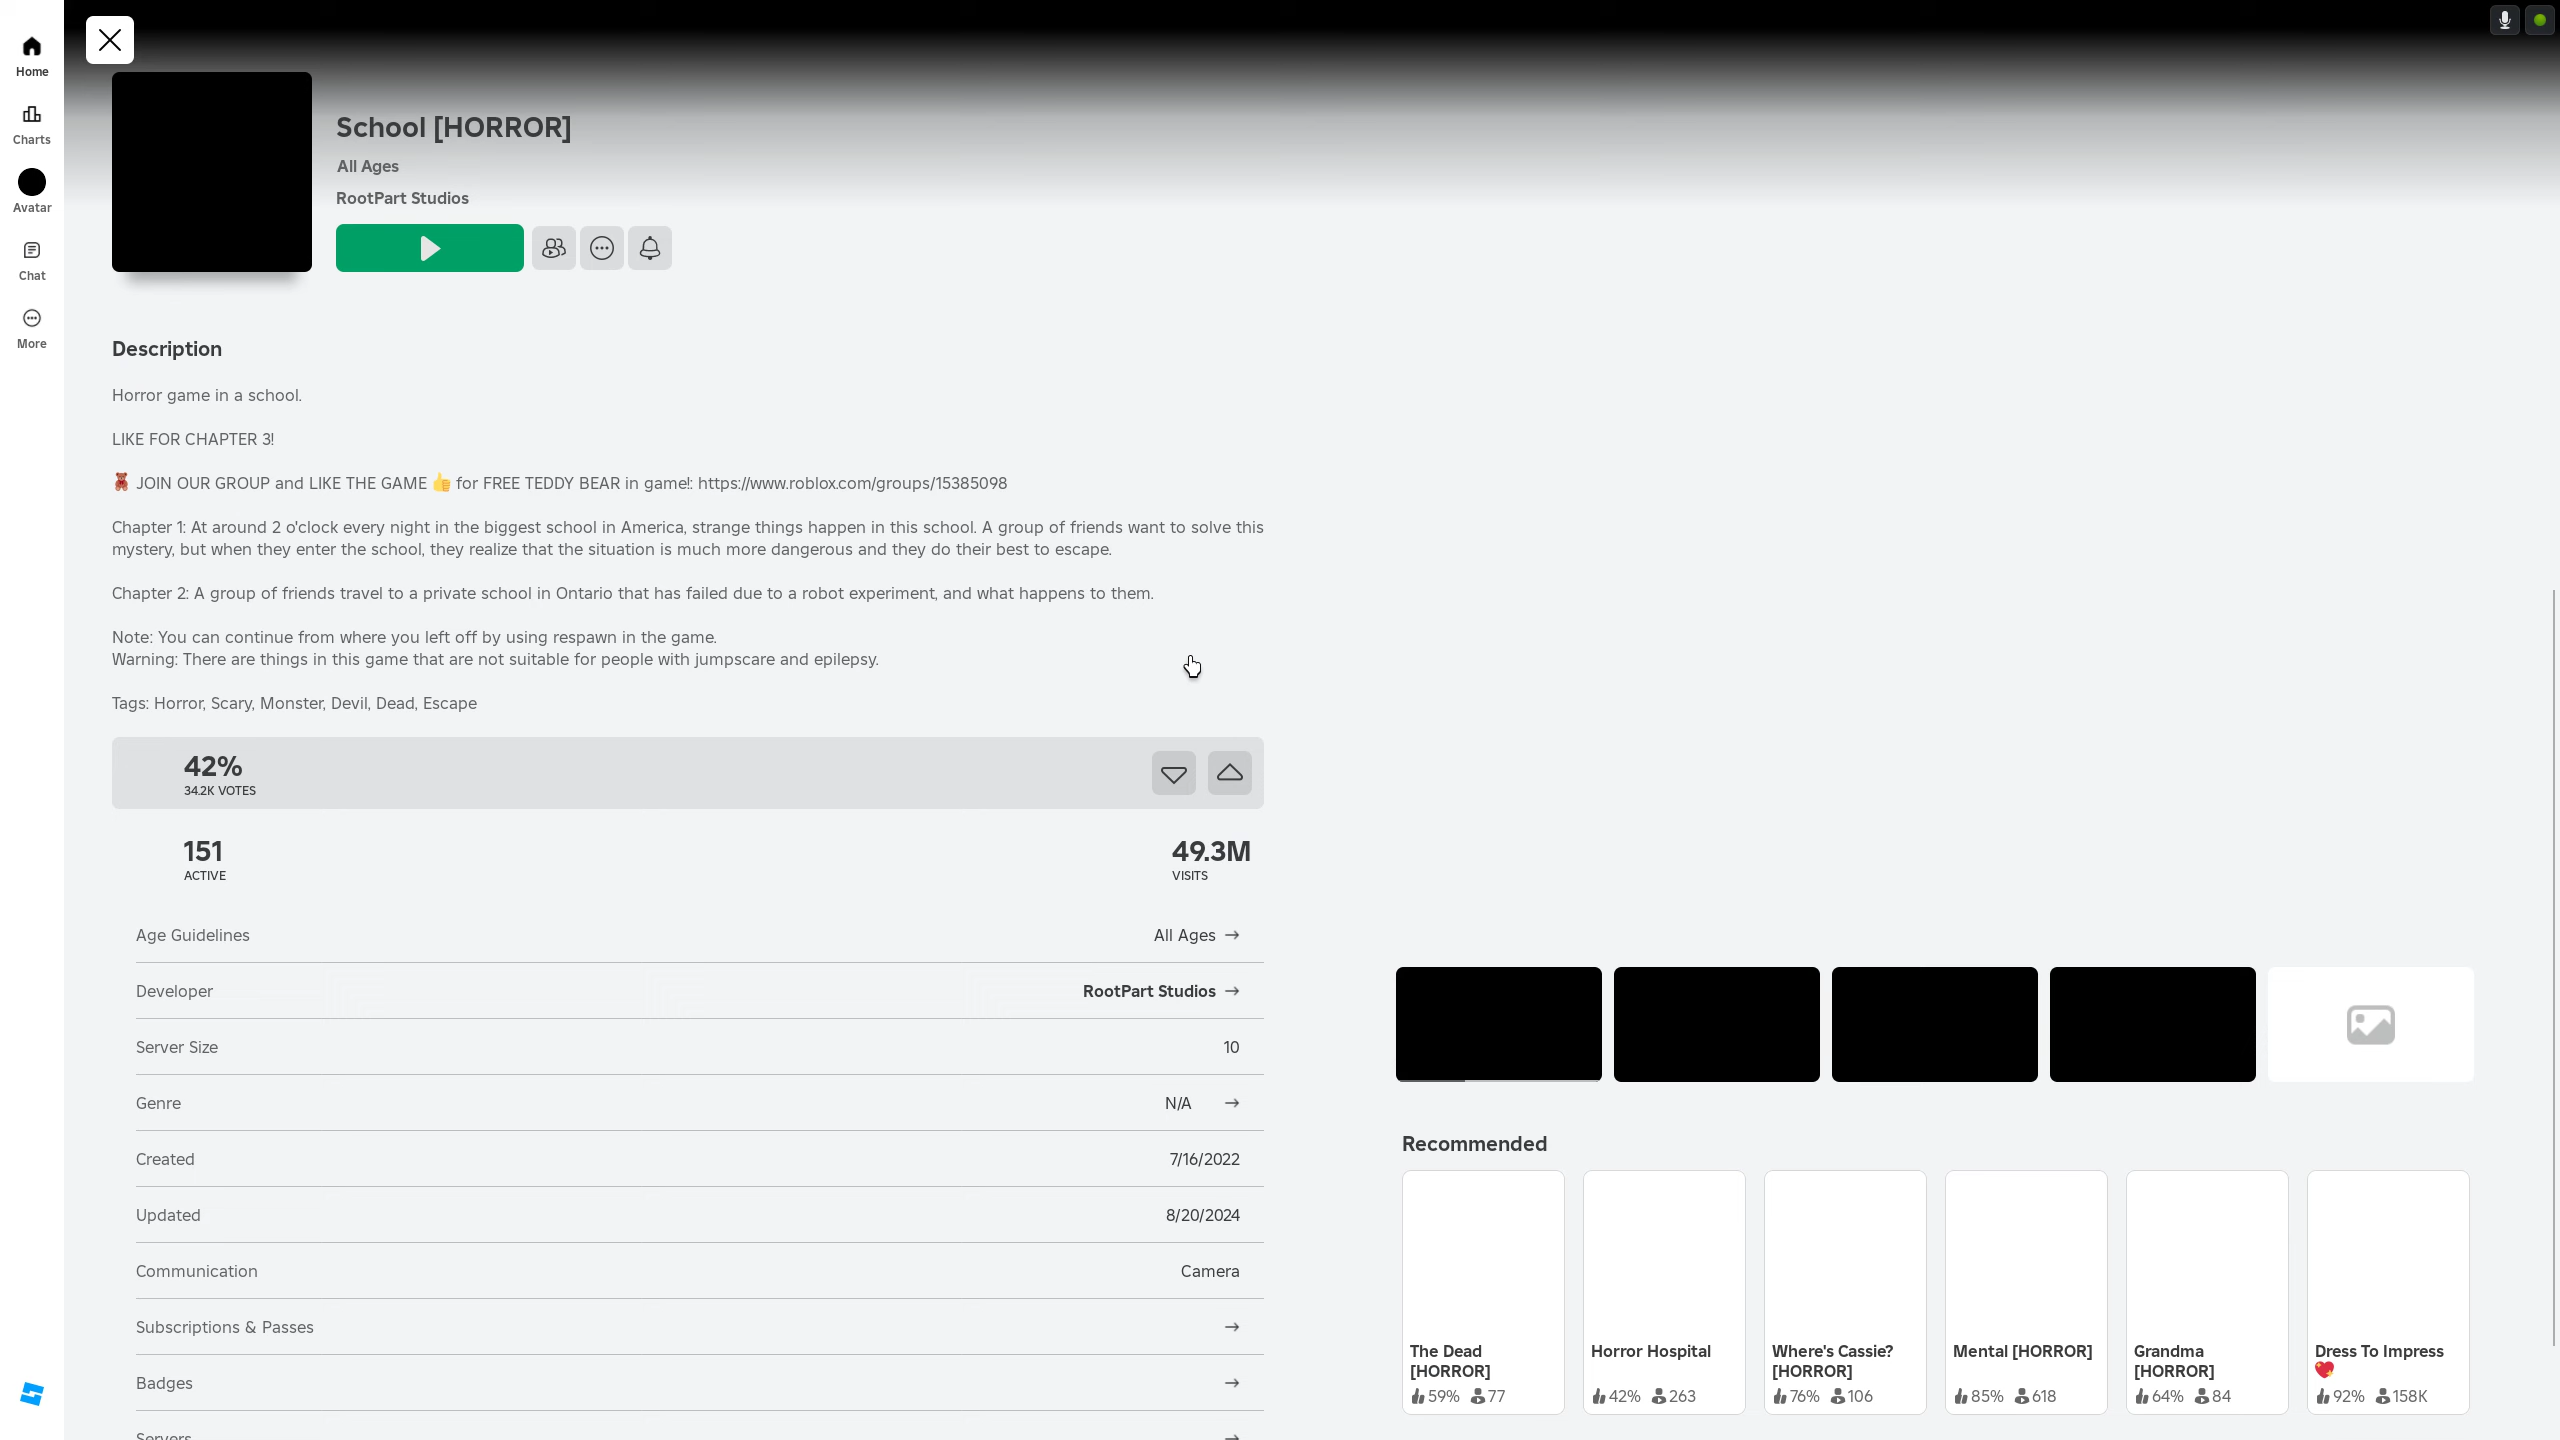 Home
Charts
Avatar
Chat
More
School [HORROR]
All Ages
RootPart Studios
Description
Horror game in a school.
LIKE FOR CHAPTER 3!
🧸 JOIN OUR GROUP and LIKE THE GAME 👍 for FREE TEDDY BEAR in game!: https://www.roblox.com/groups/15385098
Chapter 1: At around 2 o'clock every night in the biggest school in America, strange things happen in this school. A group of friends want to solve this
mystery, but when they enter the school, they realize that the situation is much more dangerous and they do their best to escape.
Chapter 2: A group of friends travel to a private school in Ontario that has failed due to a robot experiment, and what happens to them.
Note: You can continue from where you left off by using respawn in the game.
Warning: There are things in this game that are not suitable for people with jumpscare and epilepsy.
Tags: Horror, Scary, Monster, Devil, Dead, Escape
42%
34.2K VOTES
151
ACTIVE
49.3M
VISITS
Age Guidelines All Ages
Developer RootPart Studios
Server Size 10
Genre N/A
Created 7/16/2022
Updated 8/20/2024
Communication Camera
Subscriptions & Passes
Badges
Servers
Recommended
The Dead
[HORROR]
59% 77
Horror Hospital
42% 263
Where's Cassie?
[HORROR]
76% 106
Mental [HORROR]
85% 618
Grandma
[HORROR]
64% 84
Dress To Impress
💖
92% 158K